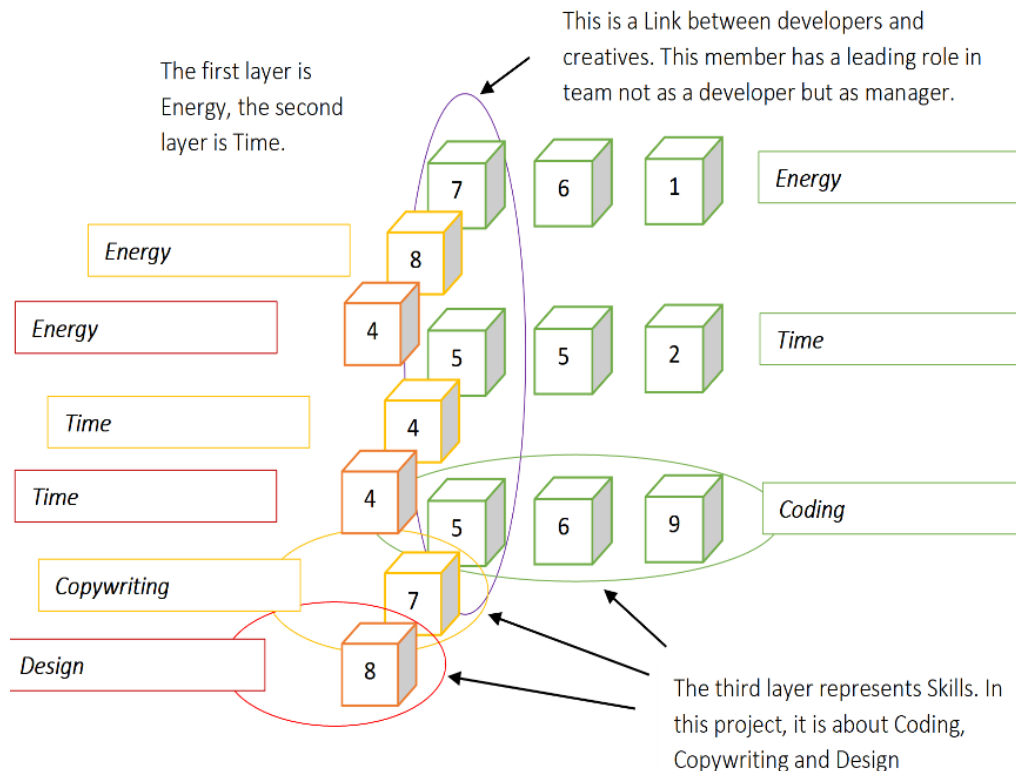 This is a Link between developers and
creatives. This member has a leading role in
team not as a developer but as manager.
The first layer is
Energy, the second
layer is Time.
7 6 1 Energy
Energy 8
Energy 4
5 5 2 Time
Time 4
Time 4
5 6 9 Coding
Copywriting 7
Design 8
The third layer represents Skills. In
this project, it is about Coding,
Copywriting and Design